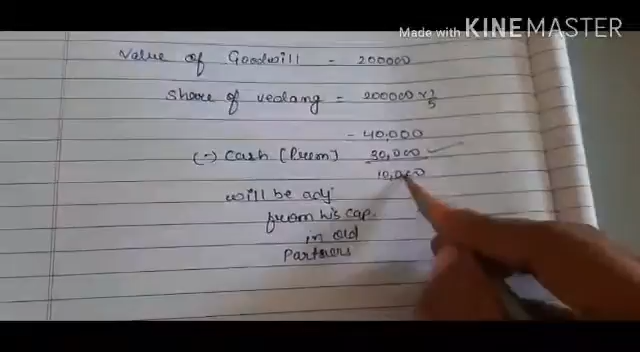 Made with KINEMASTER
Value of Goodwill - 200000
Share of vedang = 200000 x 1/5
- 40,000
(-) Cash [Prem] 30,000
10,000
will be adj
from his cap.
in old
Partners